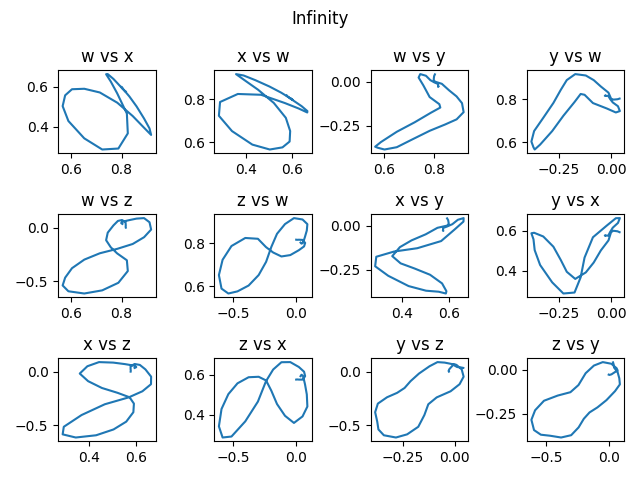 Infinity
w vs x x vs w w vs y y vs w
0.6 0.4 0.8 0.6 0.00 −0.25 0.8 0.6
0.6 0.8 0.4 0.6 0.6 0.8 −0.25 0.00
w vs z z vs w x vs y y vs x
0.0 −0.5 0.8 0.6 0.00 −0.25 0.6 0.4
0.6 0.8 −0.5 0.0 0.4 0.6 −0.25 0.00
x vs z z vs x y vs z z vs y
0.0 −0.5 0.6 0.4 0.0 −0.5 0.00 −0.25
0.4 0.6 −0.5 0.0 −0.25 0.00 −0.5 0.0